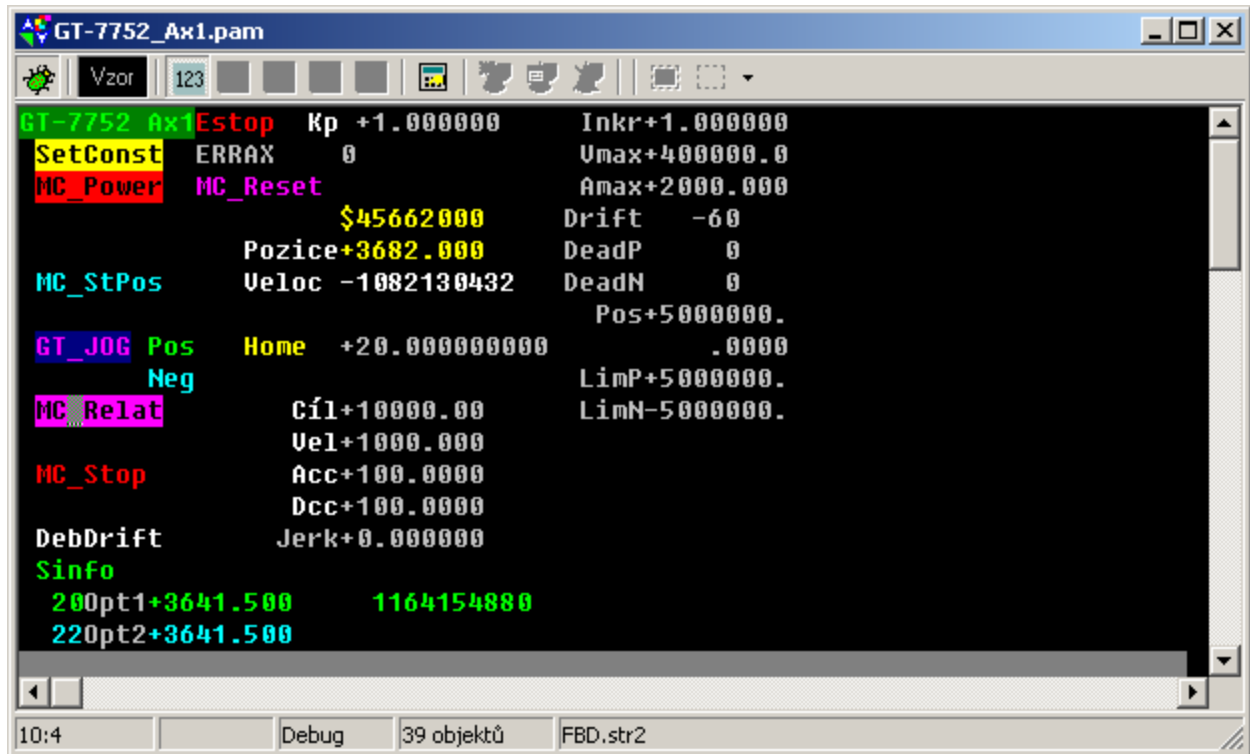 GT-7752_Ax1.pam
Vzor 123
GT-7752 Ax1Estop Kp +1.000000 Inkr+1.000000
SetConst ERRAX 0 Vmax+400000.0
MC_Power MC_Reset Amax+2000.000
$45662000 Drift -60
Pozice+3682.000 DeadP 0
MC_StPos Veloc -1082130432 DeadN 0
Pos+5000000.
GT_JOG Pos Home +20.000000000 .0000
Neg LimP+5000000.
MC_Relat Cíl+10000.00 LimN-5000000.
Vel+1000.000
MC_Stop Acc+100.0000
Dcc+100.0000
DebDrift Jerk+0.000000
Sinfo
20Opt1+3641.500 1164154880
22Opt2+3641.500
10:4 Debug 39 objektů FBD.str2